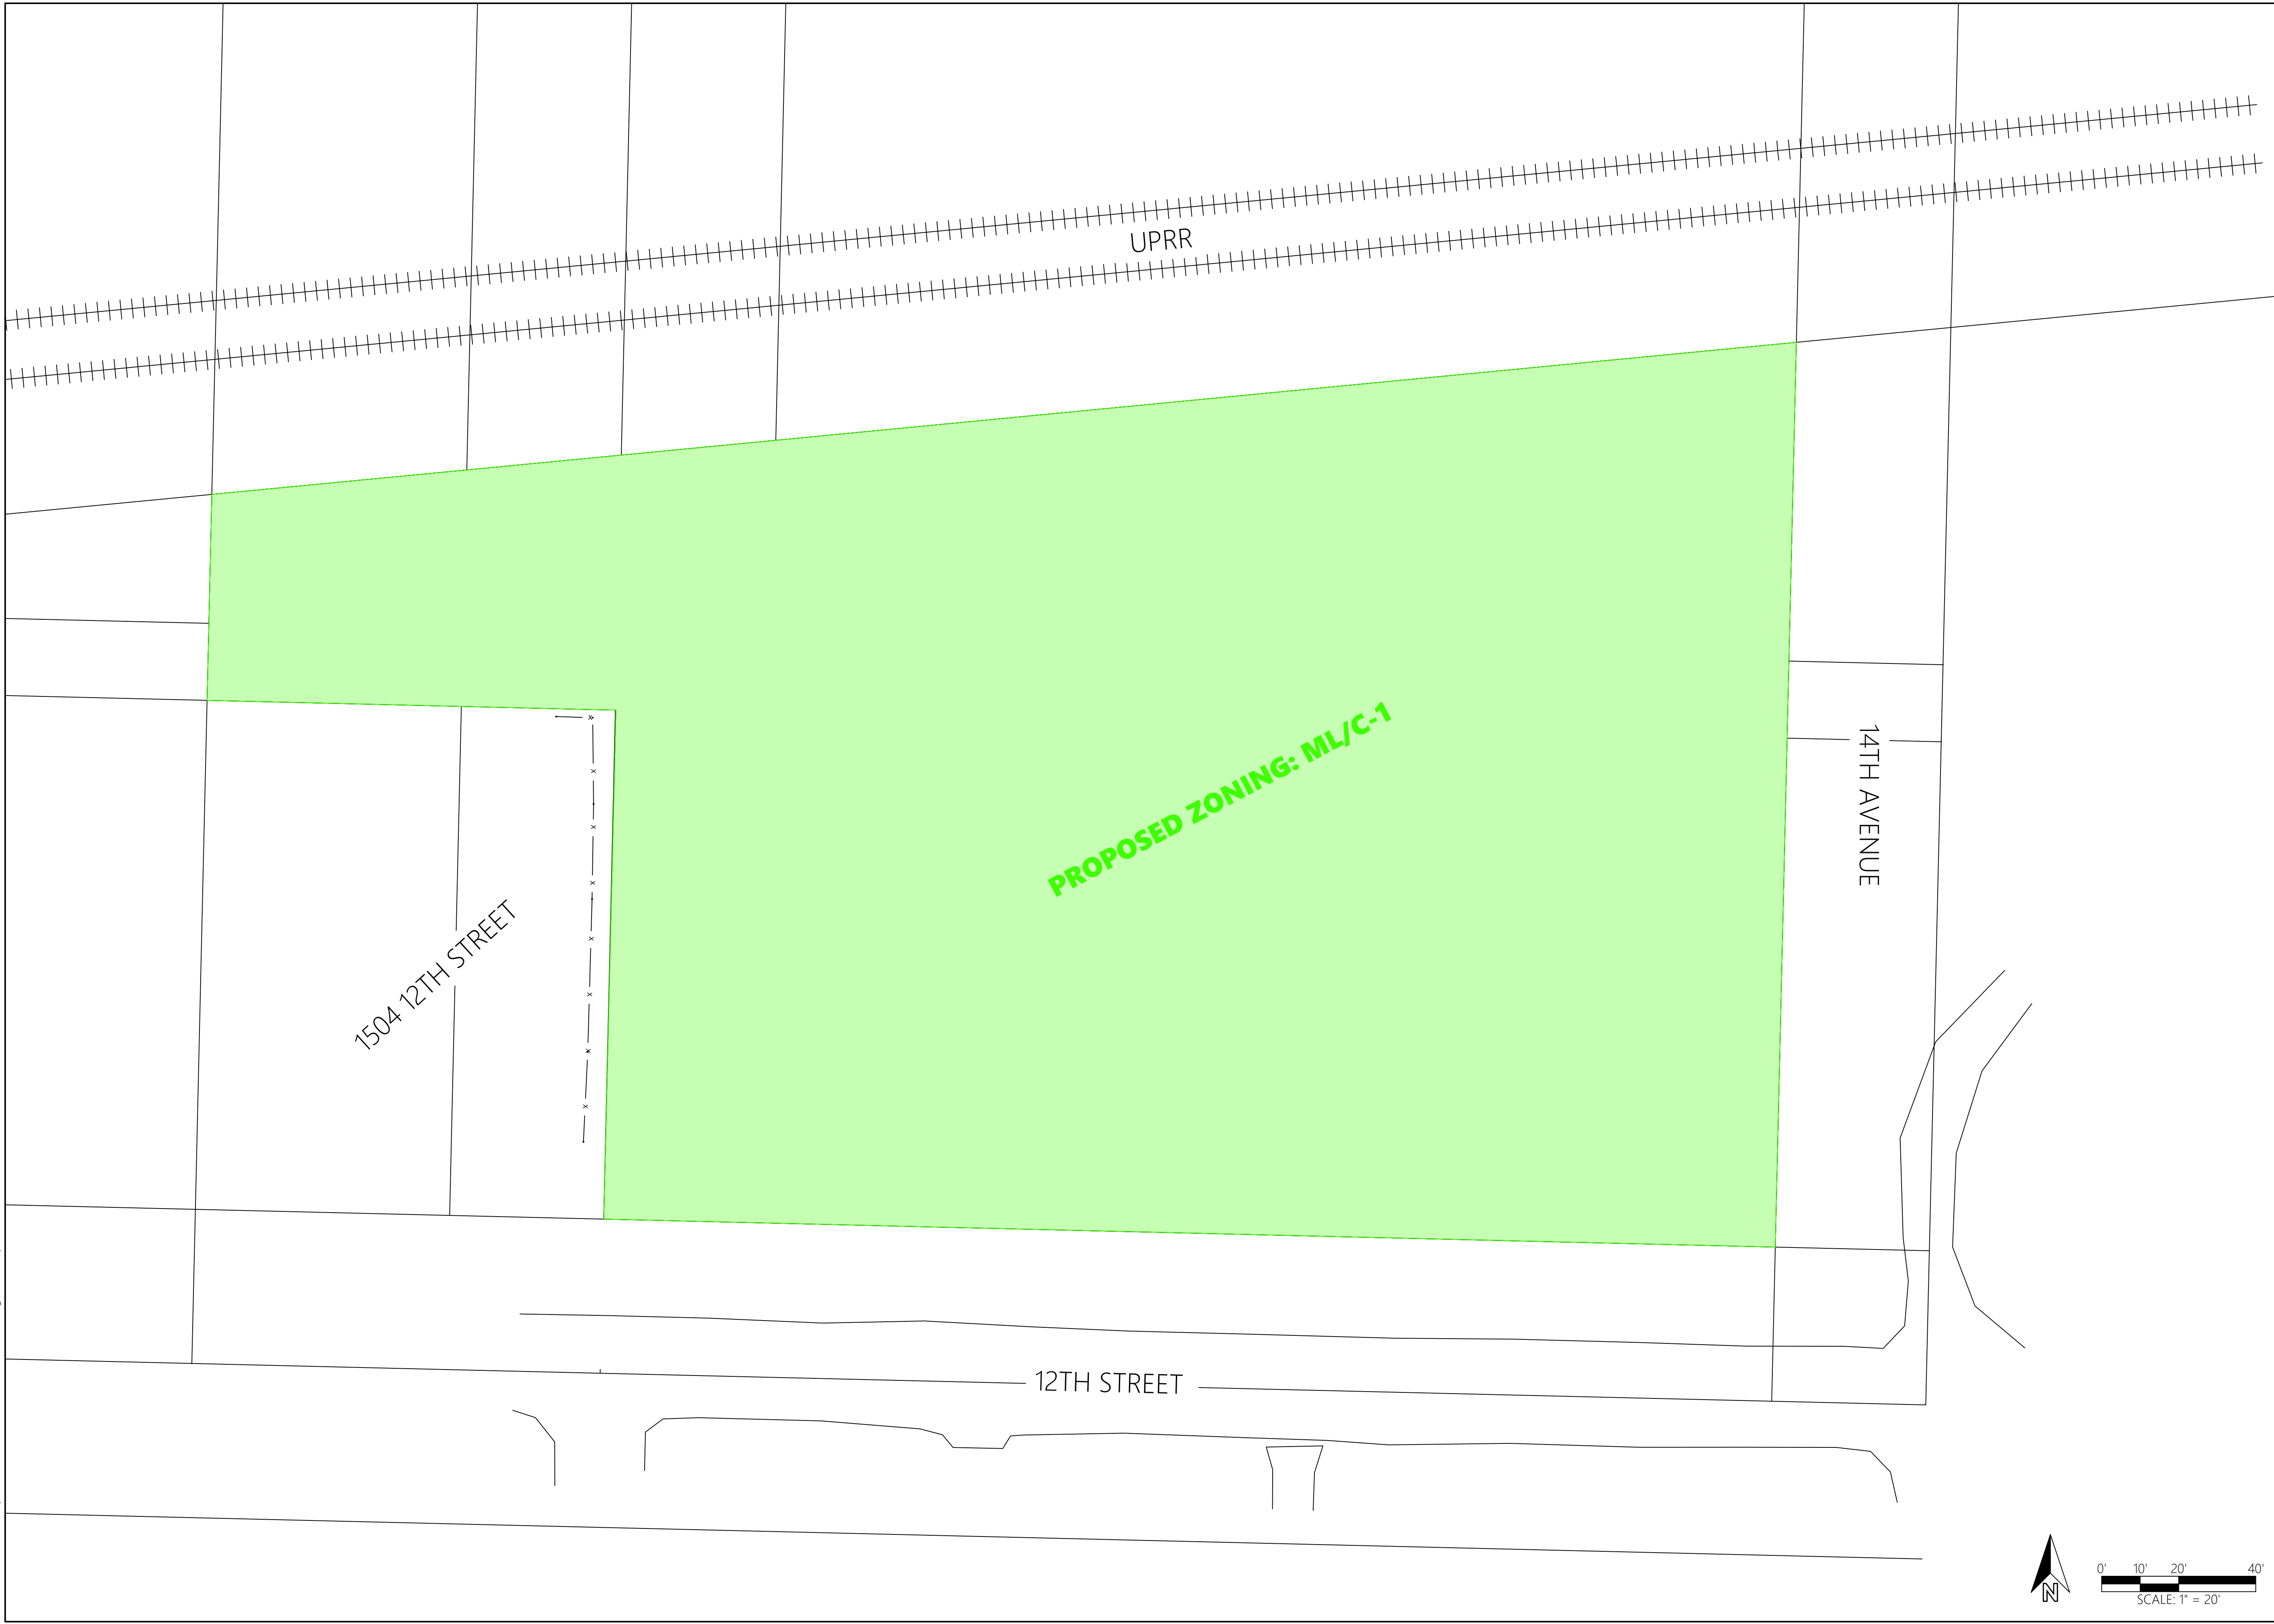 UPRR
PROPOSED ZONING: ML/C-1
14TH AVENUE
1504 12TH STREET
12TH STREET
N
0' 10' 20' 40'
SCALE: 1" = 20'